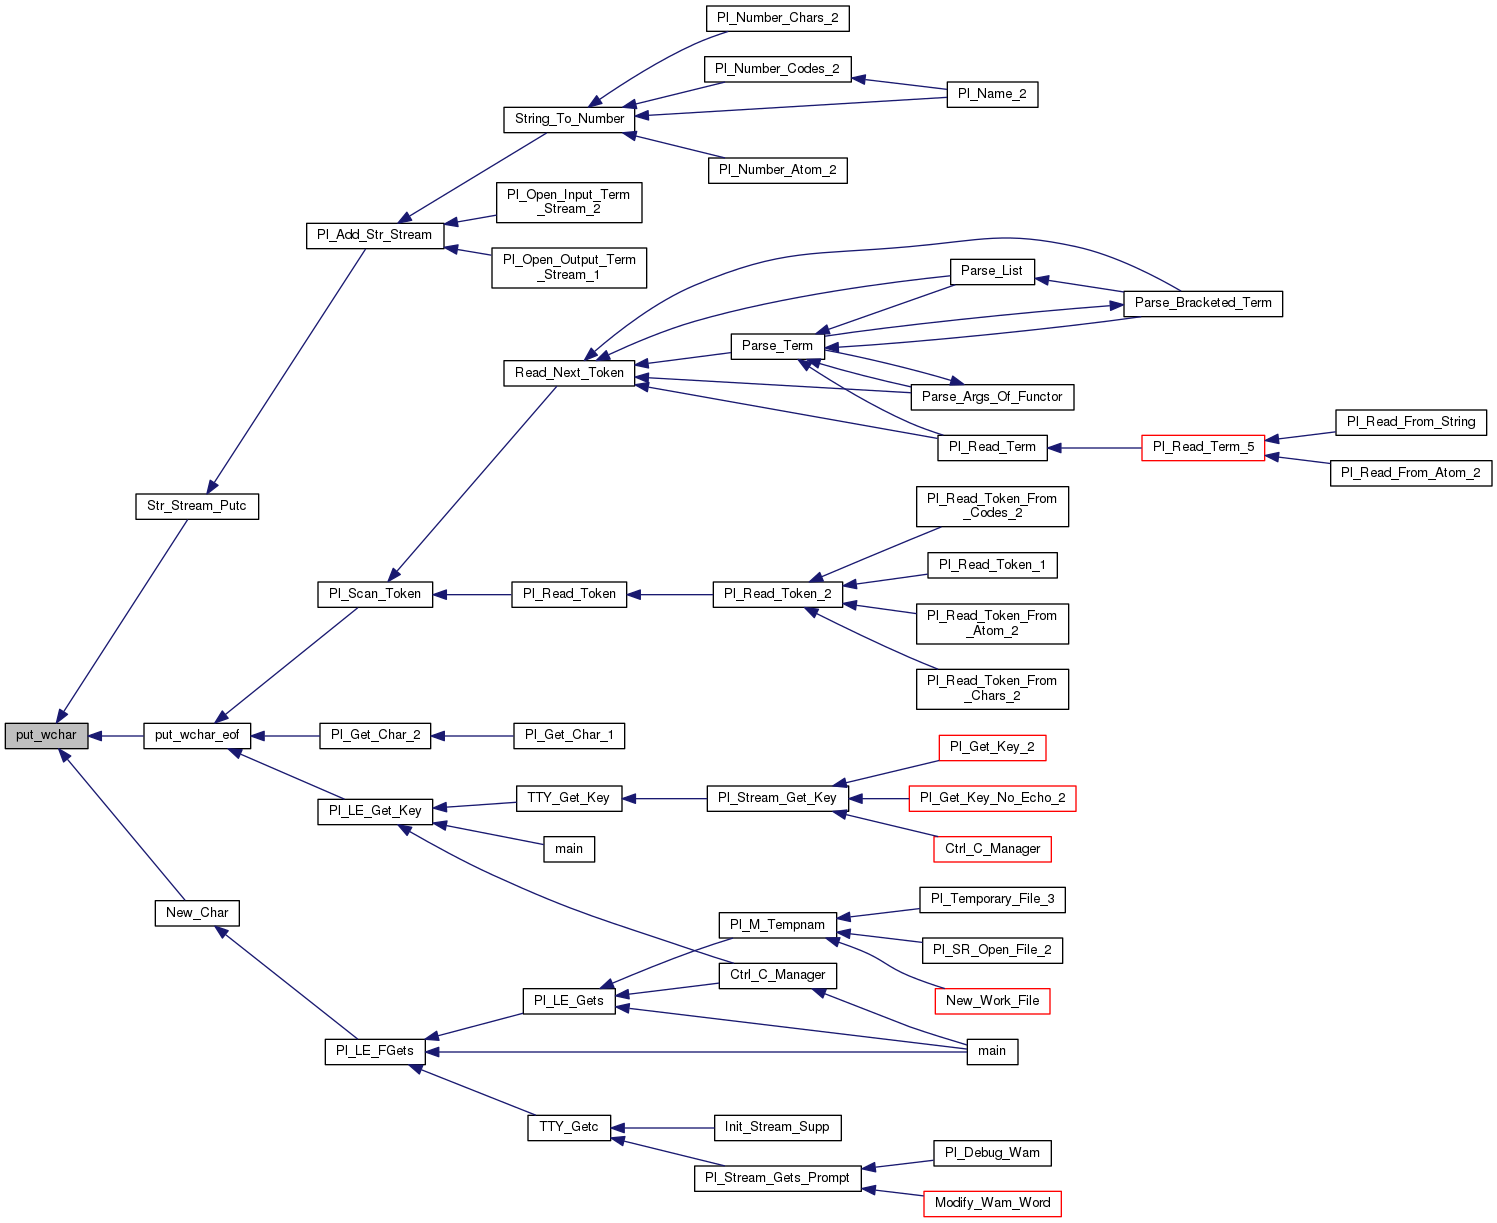 Pl_Number_Chars_2
Pl_Number_Codes_2
Pl_Name_2
String_To_Number
Pl_Number_Atom_2
Pl_Open_Input_Term
_Stream_2
Pl_Add_Str_Stream
Pl_Open_Output_Term
_Stream_1
Parse_List
Parse_Bracketed_Term
Parse_Term
Read_Next_Token
Parse_Args_Of_Functor
Pl_Read_From_String
Pl_Read_Term
Pl_Read_Term_5
Pl_Read_From_Atom_2
Pl_Read_Token_From
_Codes_2
Str_Stream_Putc
Pl_Read_Token_1
Pl_Scan_Token
Pl_Read_Token
Pl_Read_Token_2
Pl_Read_Token_From
_Atom_2
Pl_Read_Token_From
_Chars_2
put_wchar
put_wchar_eof
Pl_Get_Char_2
Pl_Get_Char_1
Pl_Get_Key_2
TTY_Get_Key
Pl_Stream_Get_Key
Pl_Get_Key_No_Echo_2
Pl_LE_Get_Key
main
Ctrl_C_Manager
Pl_Temporary_File_3
New_Char
Pl_M_Tempnam
Pl_SR_Open_File_2
Ctrl_C_Manager
Pl_LE_Gets
New_Work_File
Pl_LE_FGets
main
TTY_Getc
Init_Stream_Supp
Pl_Debug_Wam
Pl_Stream_Gets_Prompt
Modify_Wam_Word